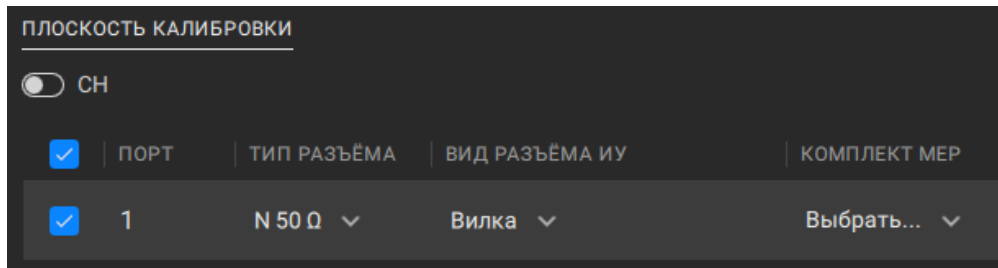 ПЛОСКОСТЬ КАЛИБРОВКИ
СН
ПОРТ ТИП РАЗЪЁМА ВИД РАЗЪЁМА ИУ КОМПЛЕКТ МЕР
1 N 50 Ω Вилка Выбрать...